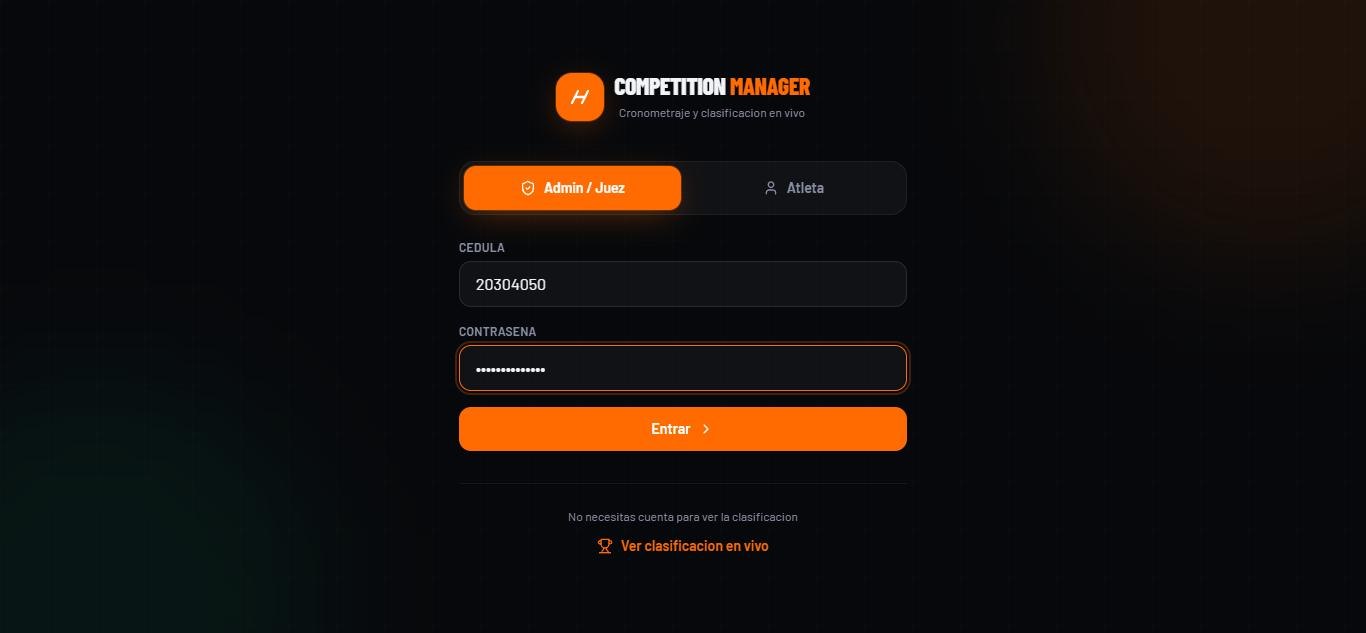 COMPETITION MANAGER
Cronometraje y clasificacion en vivo
Admin / Juez
Atleta
CEDULA
20304050
CONTRASENA
••••••••••••••
Entrar
No necesitas cuenta para ver la clasificacion
Ver clasificacion en vivo